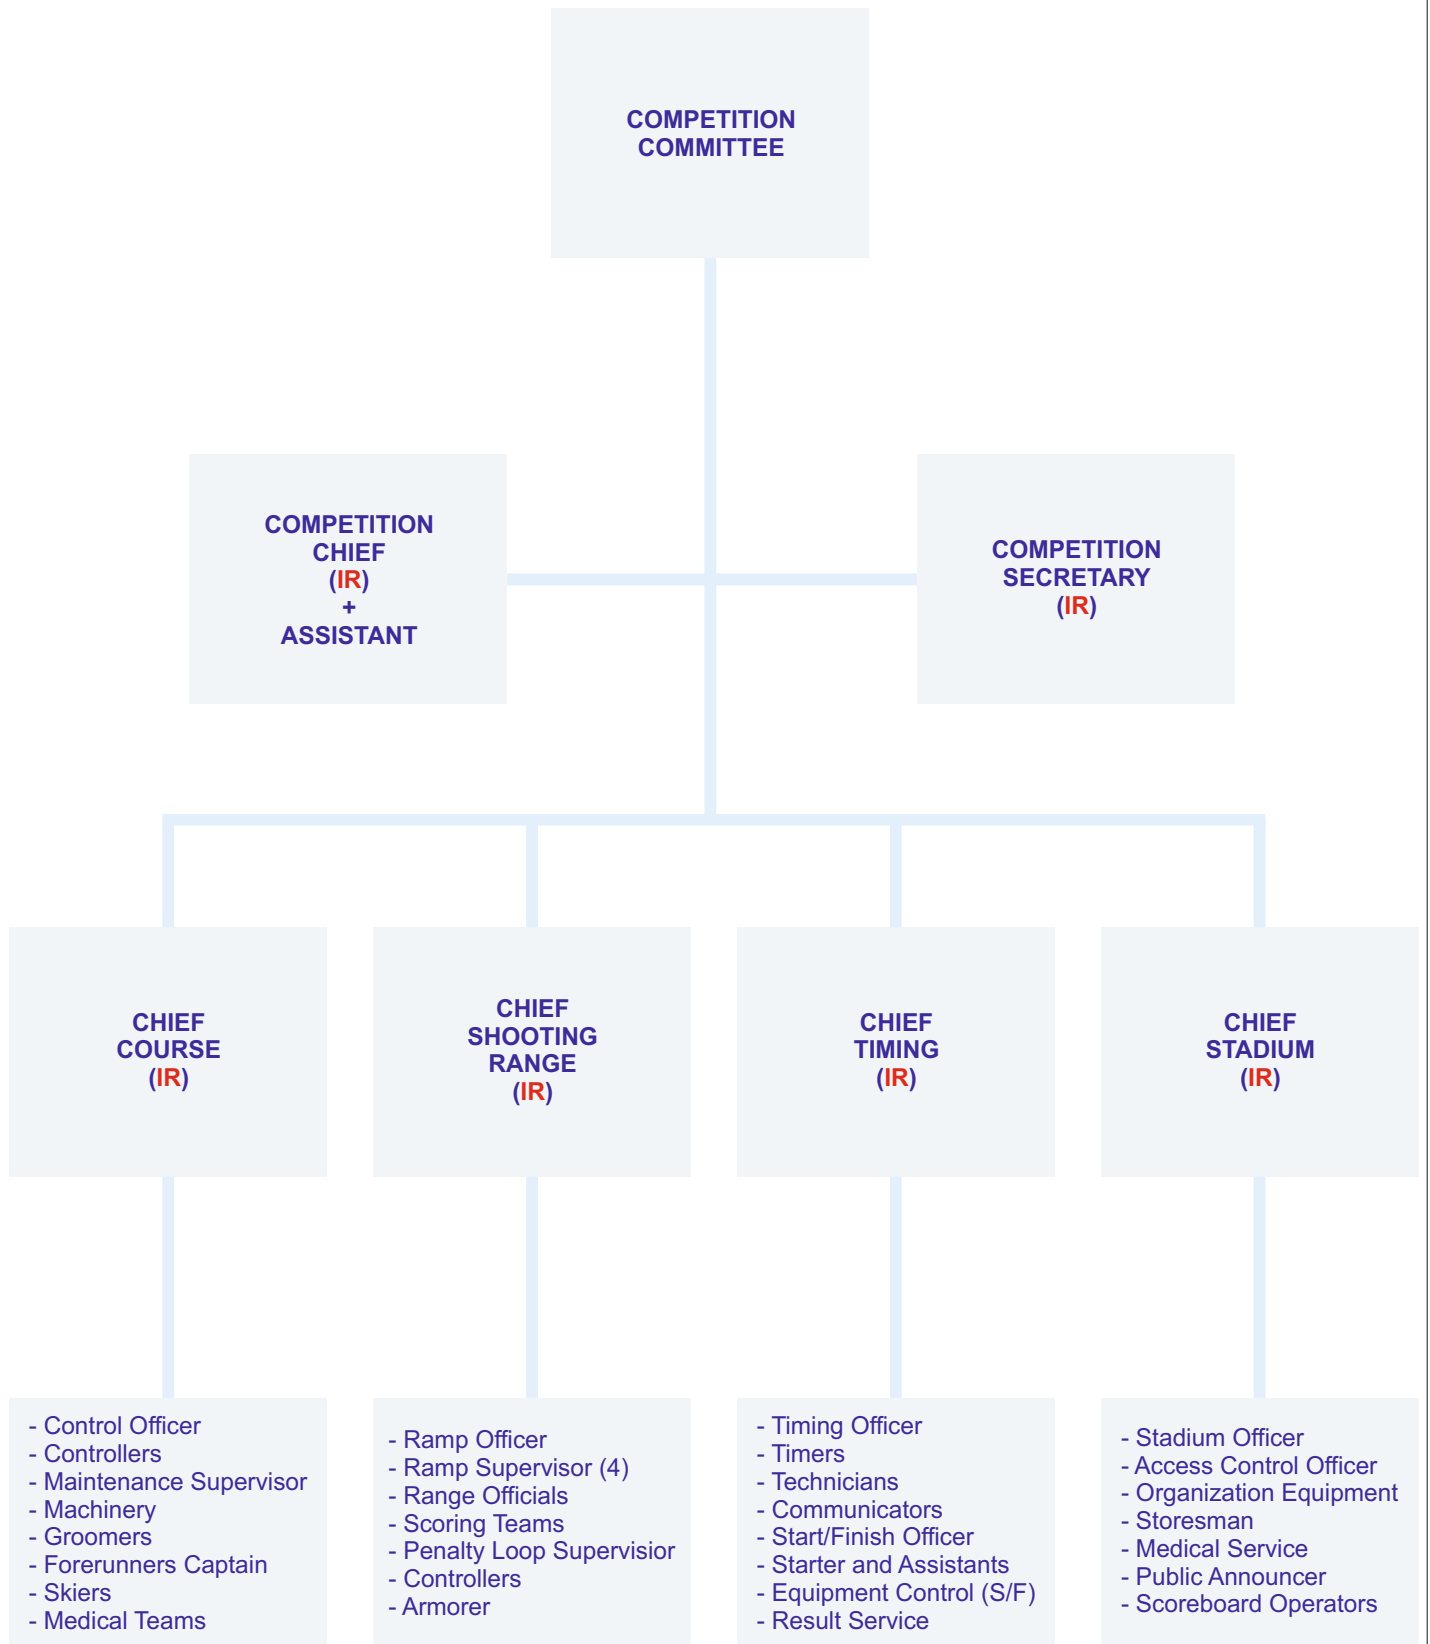 COMPETITION
COMMITTEE
COMPETITION
CHIEF
(IR)
+
ASSISTANT
COMPETITION
SECRETARY
(IR)
CHIEF
COURSE
(IR)
CHIEF
SHOOTING
RANGE
(IR)
CHIEF
TIMING
(IR)
CHIEF
STADIUM
(IR)
- Control Officer
- Controllers
- Maintenance Supervisor
- Machinery
- Groomers
- Forerunners Captain
- Skiers
- Medical Teams
- Ramp Officer
- Ramp Supervisor (4)
- Range Officials
- Scoring Teams
- Penalty Loop Supervisior
- Controllers
- Armorer
- Timing Officer
- Timers
- Technicians
- Communicators
- Start/Finish Officer
- Starter and Assistants
- Equipment Control (S/F)
- Result Service
- Stadium Officer
- Access Control Officer
- Organization Equipment
- Storesman
- Medical Service
- Public Announcer
- Scoreboard Operators